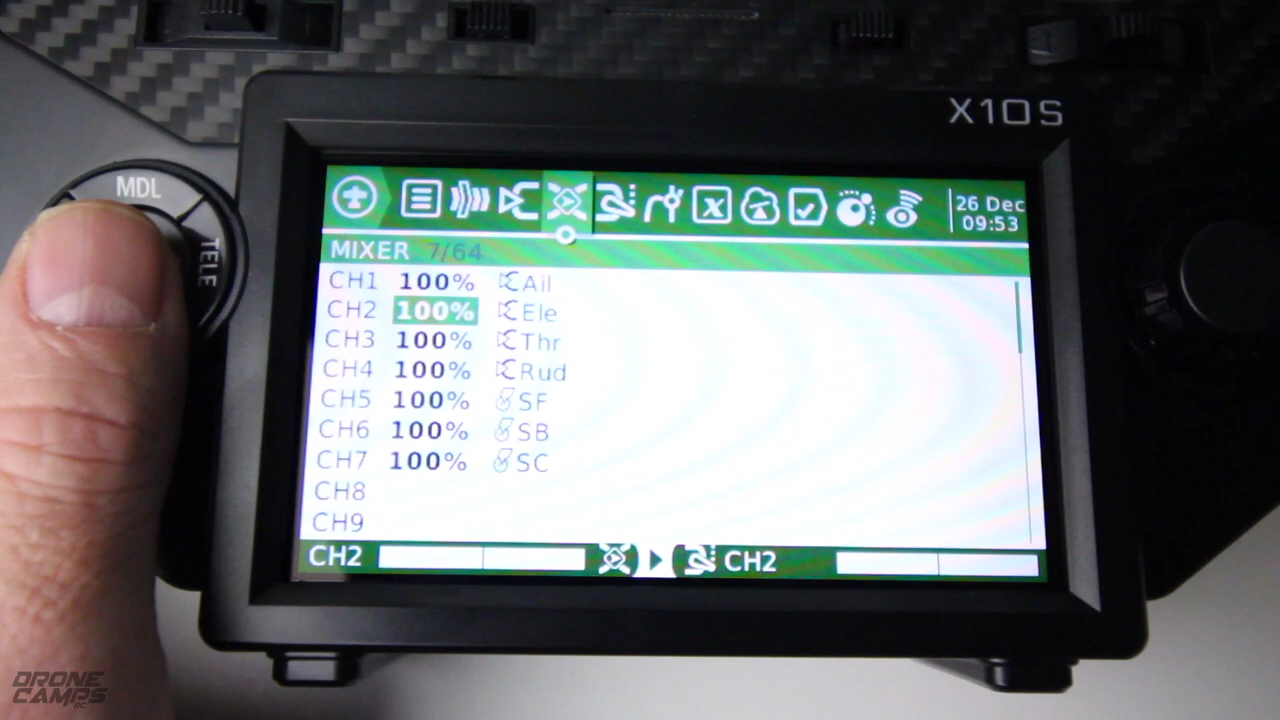 X10S
MDL
TELE
26 Dec
09:53
MIXER 7/64
CH1 100% Ail
CH2 100% Ele
CH3 100% Thr
CH4 100% Rud
CH5 100% SF
CH6 100% SB
CH7 100% SC
CH8
CH9
CH2 CH2
DRONE
CAMPS
RC